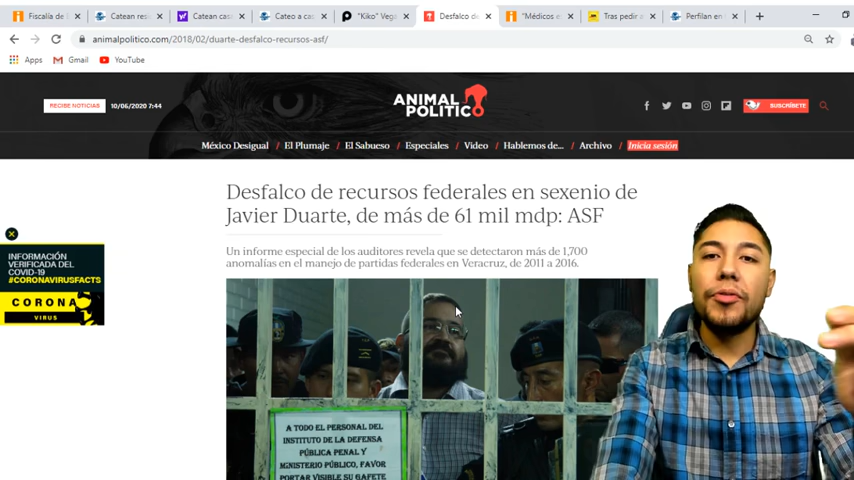 Fiscalía de
Catean res
Catean cas
Cateo a cas
"Kiko" Vega
Desfalco de
"Médicos e
Tras pedir a
Perfilan en
animalpolitico.com/2018/02/duarte-desfalco-recursos-asf/
Apps
Gmail
YouTube
RECIBE NOTICIAS
10/06/2020 7:44
ANIMAL
POLITICO
SUSCRÍBETE
México Desigual / El Plumaje / El Sabueso / Especiales / Video / Hablemos de... / Archivo / Inicia sesión
Desfalco de recursos federales en sexenio de
Javier Duarte, de más de 61 mil mdp: ASF
Un informe especial de los auditores revela que se detectaron más de 1,700
anomalías en el manejo de partidas federales en Veracruz, de 2011 a 2016.
INFORMACIÓN
VERIFICADA DEL
COVID-19
#CORONAVIRUSFACTS
CORONA
VIRUS
A TODO EL PERSONAL DEL
INSTITUTO DE LA DEFENSA
PÚBLICA PENAL Y
MINISTERIO PÚBLICO, FAVOR
PORTAR VISIBLE SU GAFETE